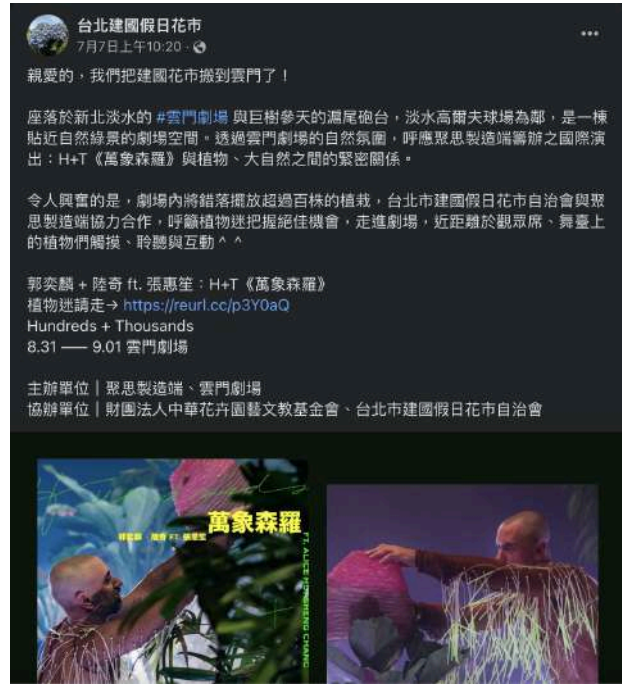 台北建國假日花市
7月7日上午10:20 ·
親愛的，我們把建國花市搬到雲門了！
座落於新北淡水的 #雲門劇場 與巨樹參天的滬尾砲台，淡水高爾夫球場為鄰，是一棟
貼近自然綠景的劇場空間。透過雲門劇場的自然氛圍，呼應聚思製造端籌辦之國際演
出：H+T《萬象森羅》與植物、大自然之間的緊密關係。
令人興奮的是，劇場內將錯落擺放超過百株的植栽，台北市建國假日花市自治會與聚
思製造端協力合作，呼籲植物迷把握絕佳機會，走進劇場，近距離於觀眾席、舞臺上
的植物們觸摸、聆聽與互動^ ^
郭奕麟 + 陸奇 ft. 張惠笙：H+T《萬象森羅》
植物迷請走→ https://reurl.cc/p3Y0aQ
Hundreds + Thousands
8.31 —— 9.01 雲門劇場
主辦單位｜聚思製造端、雲門劇場
協辦單位｜財團法人中華花卉園藝文教基金會、台北市建國假日花市自治會
萬象森羅
郭奕麟 陸奇 FT. 張惠笙
FT. ALICE HUI-SHENG CHANG